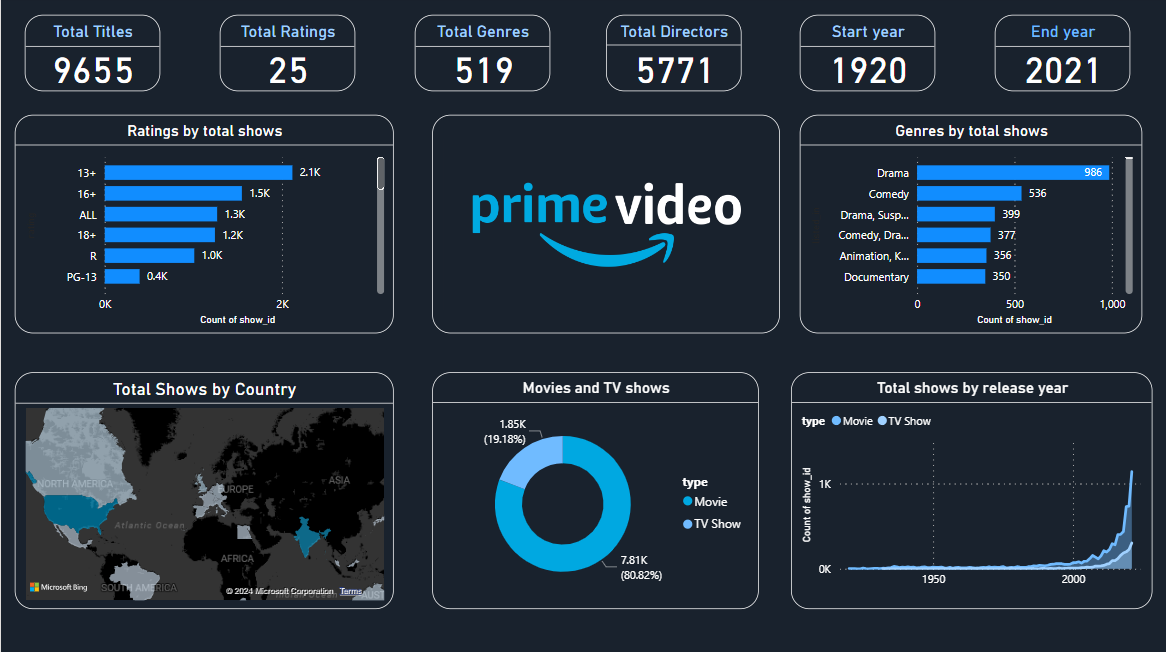 Total Titles
9655
Total Ratings
25
Total Genres
519
Total Directors
5771
Start year
1920
End year
2021
Ratings by total shows
13+ 2.1K
16+ 1.5K
ALL 1.3K
18+ 1.2K
R 1.0K
PG-13 0.4K
0K 2K
Count of show_id
prime video
Genres by total shows
Drama 986
Comedy 536
Drama, Susp... 399
Comedy, Dra... 377
Animation, K... 356
Documentary 350
0 500 1,000
Count of show_id
Total Shows by Country
NORTH AMERICA
EUROPE
ASIA
Atlantic Ocean
AFRICA
SOUTH AMERICA
Microsoft Bing
© 2024 Microsoft Corporation Terms
Movies and TV shows
1.85K
(19.18%)
type
Movie
TV Show
7.81K
(80.82%)
Total shows by release year
type Movie TV Show
Count of show_id
1K
0K
1950 2000